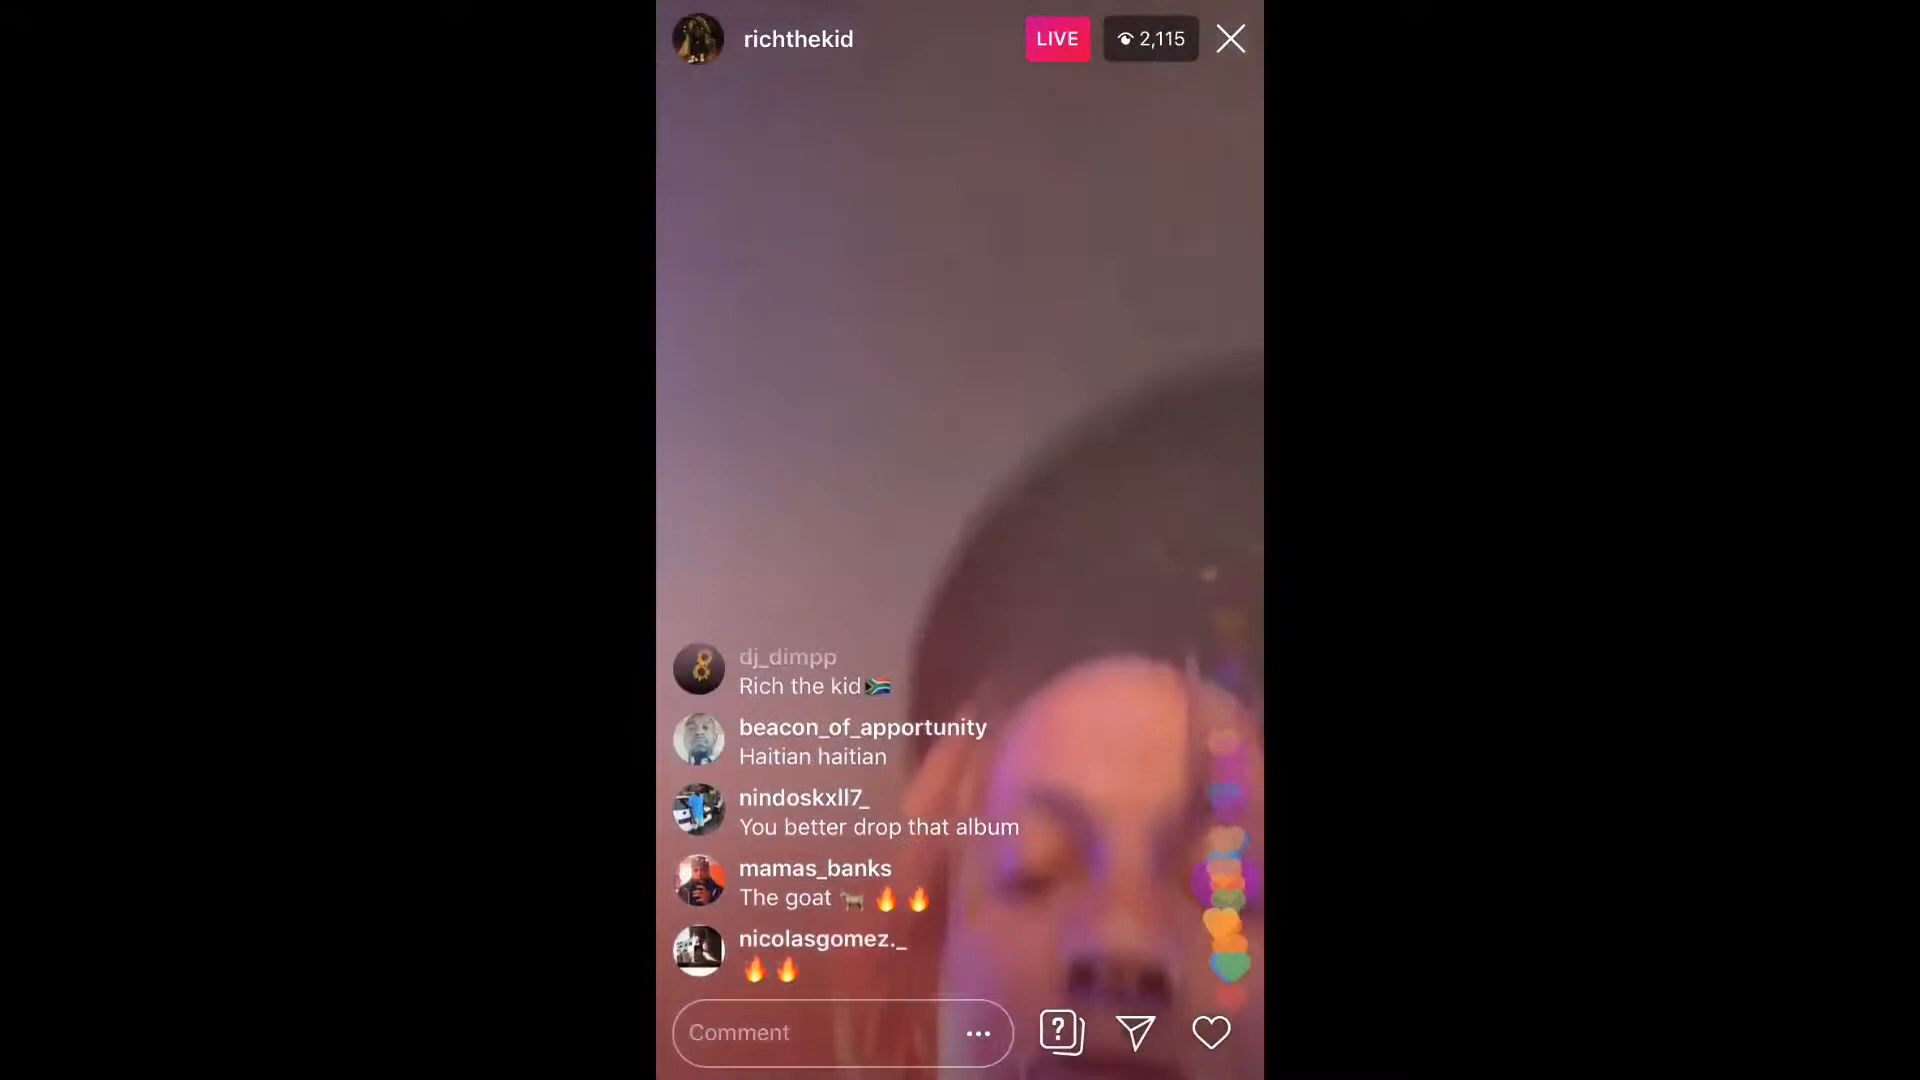 richthekid
LIVE
2,115
dj_dimpp
Rich the kid🇿🇦
beacon_of_apportunity
Haitian haitian
nindoskxll7_
You better drop that album
mamas_banks
The goat 🐐 🔥 🔥
nicolasgomez._
🔥 🔥
Comment